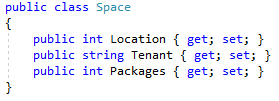 public class Space
{
    public int Location { get; set; }
    public string Tenant { get; set; }
    public int Packages { get; set; }
}